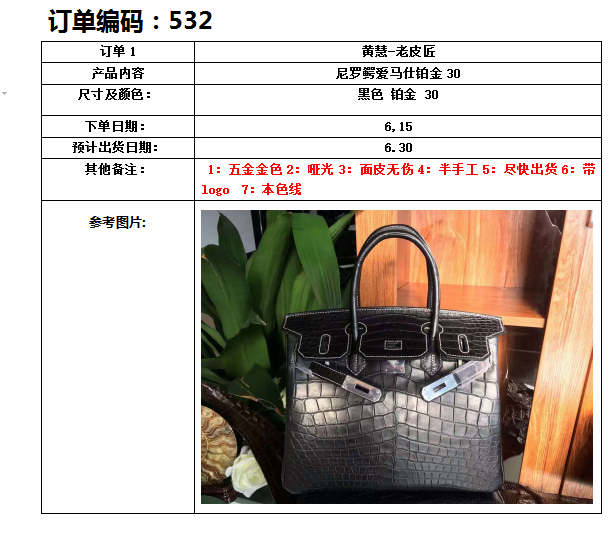 订单编码：532
订单 1
黄慧-老皮匠
产品内容
尼罗鳄爱马仕铂金 30
尺寸及颜色：
黑色 铂金 30
下单日期：
6,15
预计出货日期：
6.30
其他备注：
1：五金金色 2：哑光 3：面皮无伤 4：半手工 5：尽快出货 6：带
logo 7：本色线
参考图片: